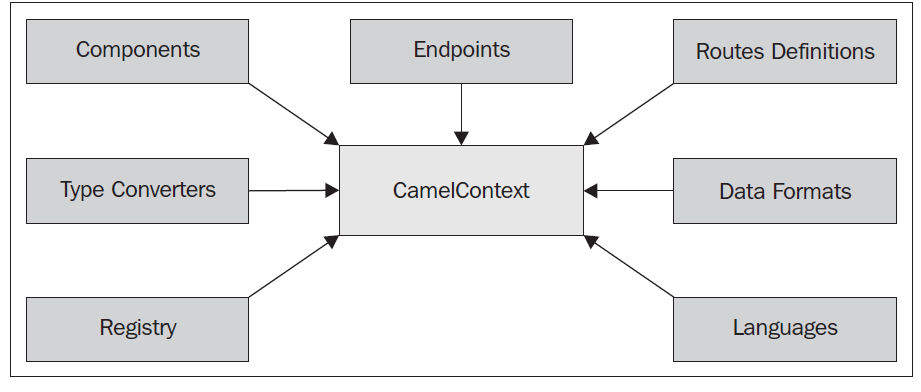 Components
Endpoints
Routes Definitions
Type Converters
CamelContext
Data Formats
Registry
Languages